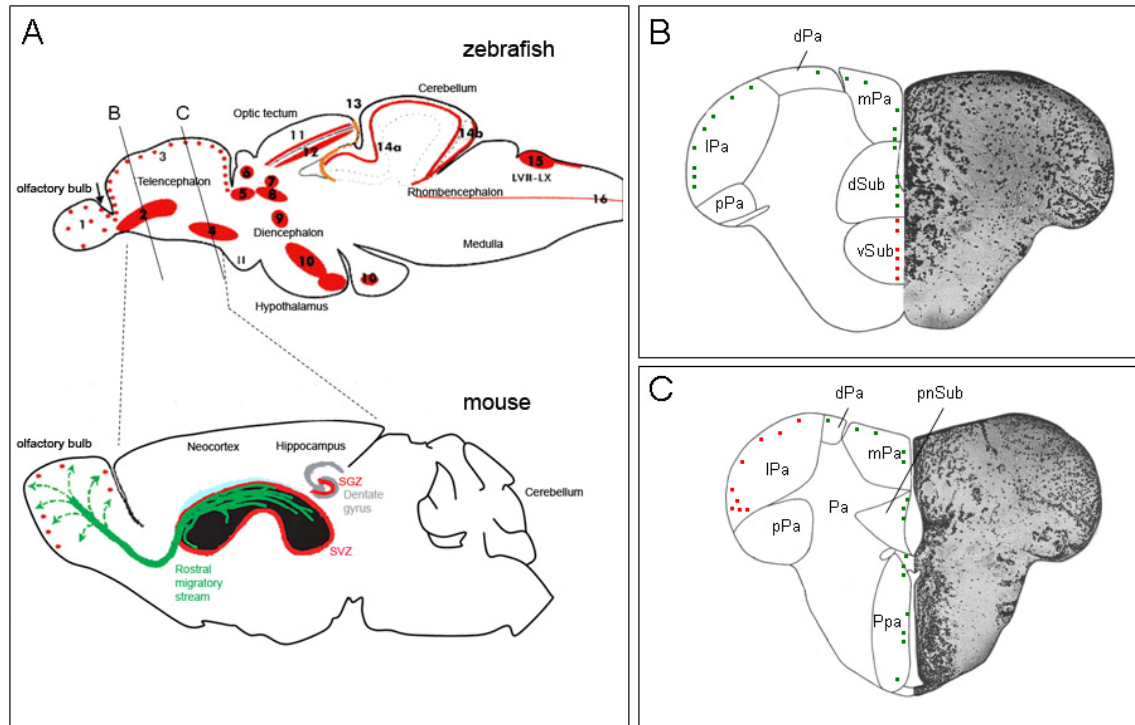 A
zebrafish
B
C
Optic tectum
13
Cerebellum
11
12
14a
14b
3
Telencephalon
olfactory bulb
1
2
4
6
7
5
8
9
Diencephalon
10
10
II
Hypothalamus
Rhombencephalon
15
LVII-LX
16
Medulla
mouse
olfactory bulb
Neocortex
Hippocampus
SGZ
Dentate
gyrus
Cerebellum
SVZ
Rostral
migratory
stream
B
dPa
mPa
lPa
dSub
pPa
vSub
C
dPa
pnSub
mPa
lPa
Pa
pPa
Ppa